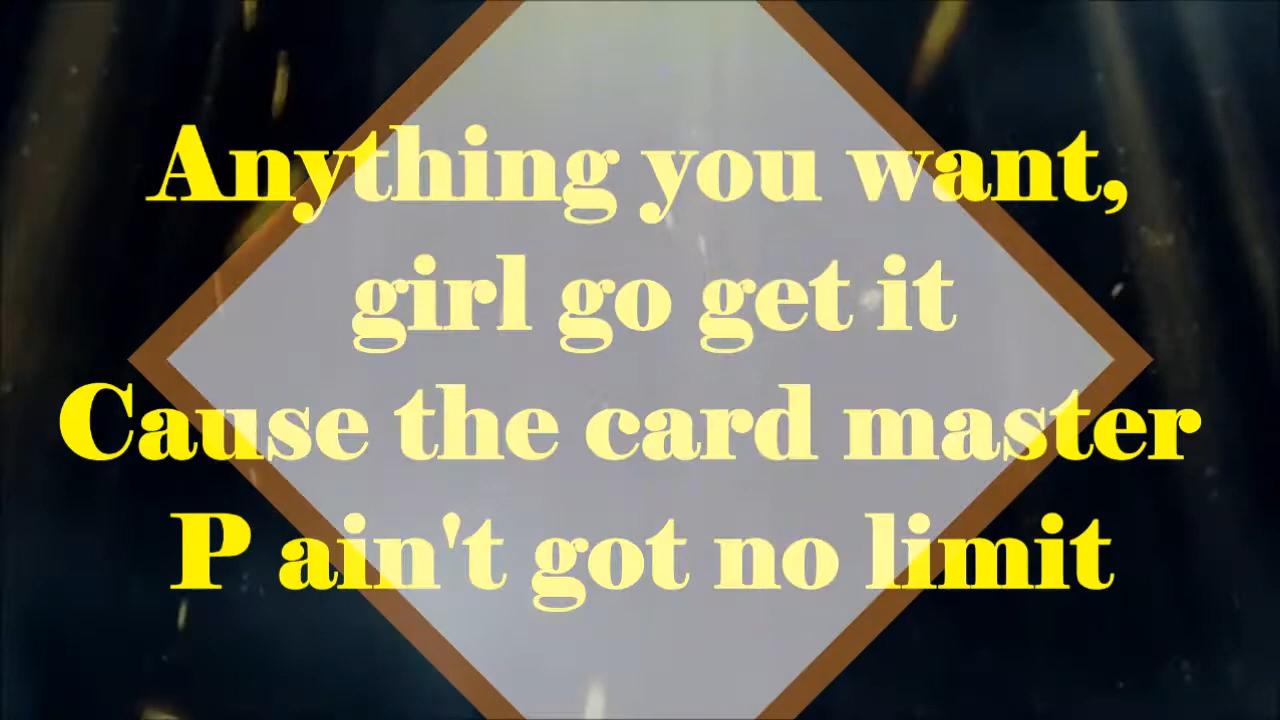 Anything you want,
girl go get it
Cause the card master
P ain't got no limit